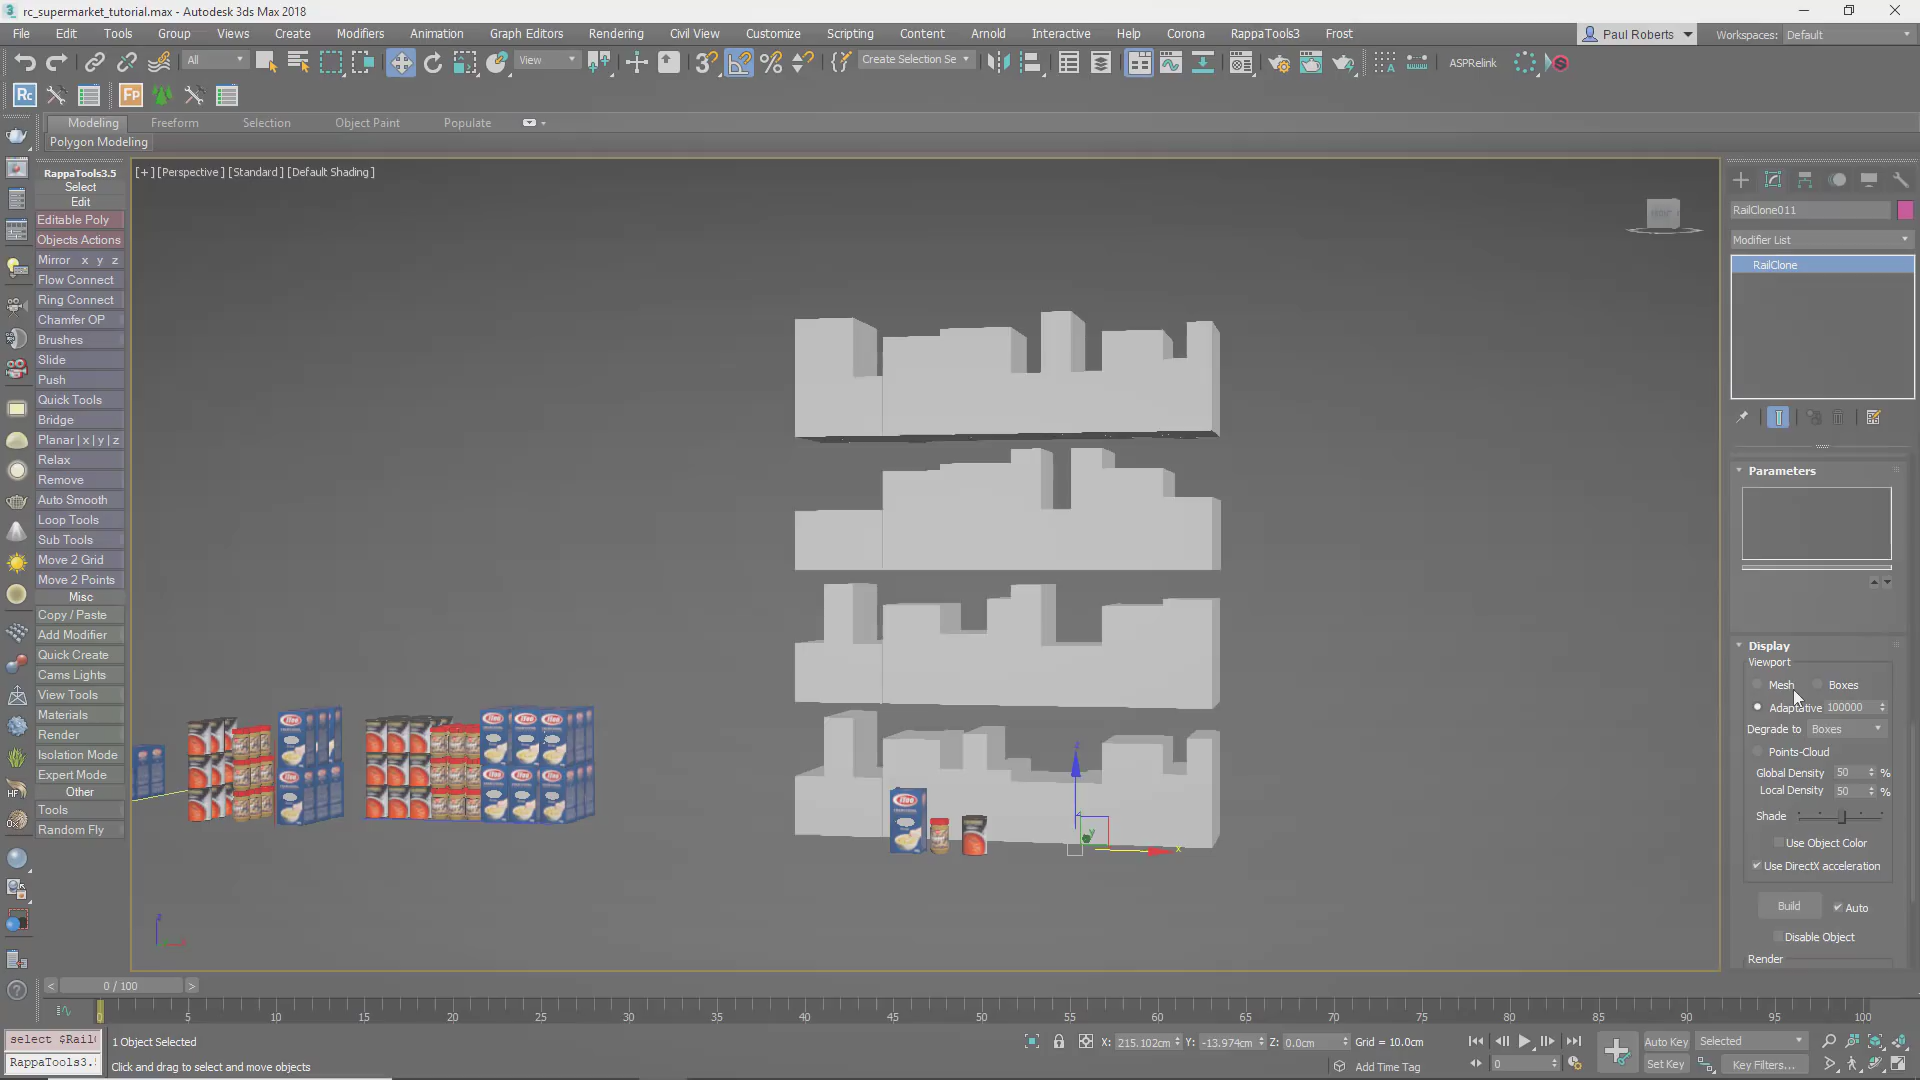 rc_supermarket_tutorial.max - Autodesk 3ds Max 2018
File Edit Tools Group Views Create Modifiers Animation Graph Editors Rendering Civil View Customize Scripting Content Arnold Interactive Help Corona RappaTools3 Frost Paul Roberts Workspaces: Default
All View Create Selection Se ASPRelink
Rc Fp
Modeling Freeform Selection Object Paint Populate
Polygon Modeling
[+] [Perspective] [Standard] [Default Shading]
RappaTools3.5
Select
Edit
Editable Poly
Objects Actions
Mirror x y z
Flow Connect
Ring Connect
Chamfer OP
Brushes
Slide
Push
Quick Tools
Bridge
Planar | x | y | z
Relax
Remove
Auto Smooth
Loop Tools
Sub Tools
Move 2 Grid
Move 2 Points
Misc
Copy / Paste
Add Modifier
Quick Create
Cams Lights
View Tools
Materials
Render
Isolation Mode
Expert Mode
Other
Tools
Random Fly
z
y
x
z
RailClone011
Modifier List
RailClone
Parameters
Display
Viewport
Mesh Boxes
Adaptive 100000
Degrade to Boxes
Points-Cloud
Global Density 50 %
Local Density 50 %
Shade
Use Object Color
Use DirectX acceleration
Build Auto
Disable Object
Render
< 0 / 100 >
0 5 10 15 20 25 30 35 40 45 50 55 60 65 70 75 80 85 90 95 100
select $Rail
RappaTools3.
1 Object Selected
Click and drag to select and move objects
X: 215.102cm Y: -13.974cm Z: 0.0cm Grid = 10.0cm
Add Time Tag
0
Auto Key Selected
Set Key Key Filters...